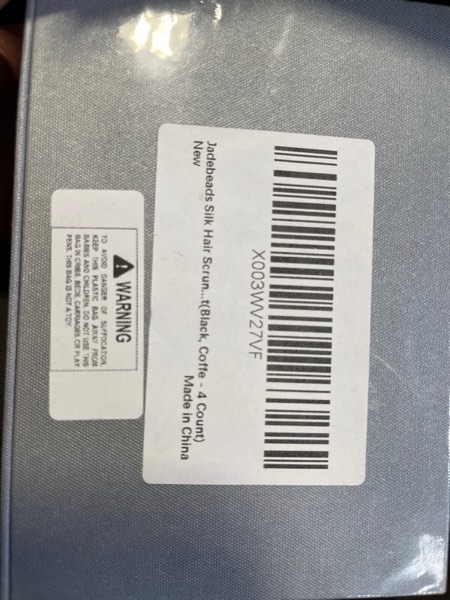 X003WV27VF
Jadebeads Silk Hair Scrun...t(Black, Coffe - 4 Count)
New
Made in China
WARNING
TO AVOID DANGER OF SUFFOCATION,
KEEP THIS PLASTIC BAG AWAY FROM
BABIES AND CHILDREN. DO NOT USE THIS
BAG IN CRIBS, BEDS, CARRIAGES OR PLAY
PENS. THIS BAG IS NOT A TOY.